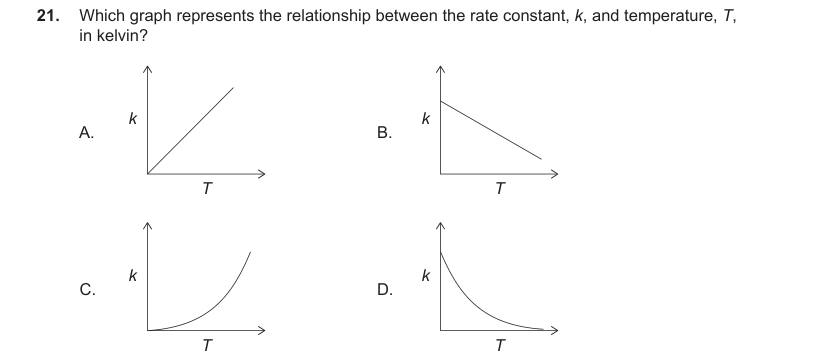 21. Which graph represents the relationship between the rate constant, k, and temperature, T,
in kelvin?
A. k T
B. k T
C. k T
D. k T